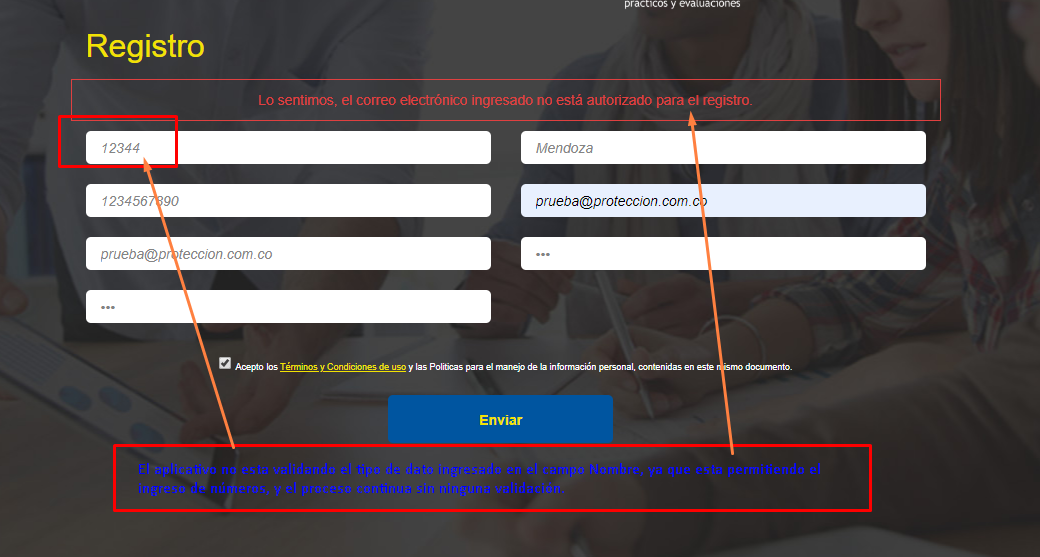 prácticos y evaluaciones
Registro
Lo sentimos, el correo electrónico ingresado no está autorizado para el registro.
12344
Mendoza
1234567890
prueba@proteccion.com.co
prueba@proteccion.com.co
•••
•••
Acepto los Términos y Condiciones de uso y las Politicas para el manejo de la información personal, contenidas en este mismo documento.
Enviar
El aplicativo no esta validando el tipo de dato ingresado en el campo Nombre, ya que esta permitiendo el
ingreso de números, y el proceso continua sin ninguna validación.